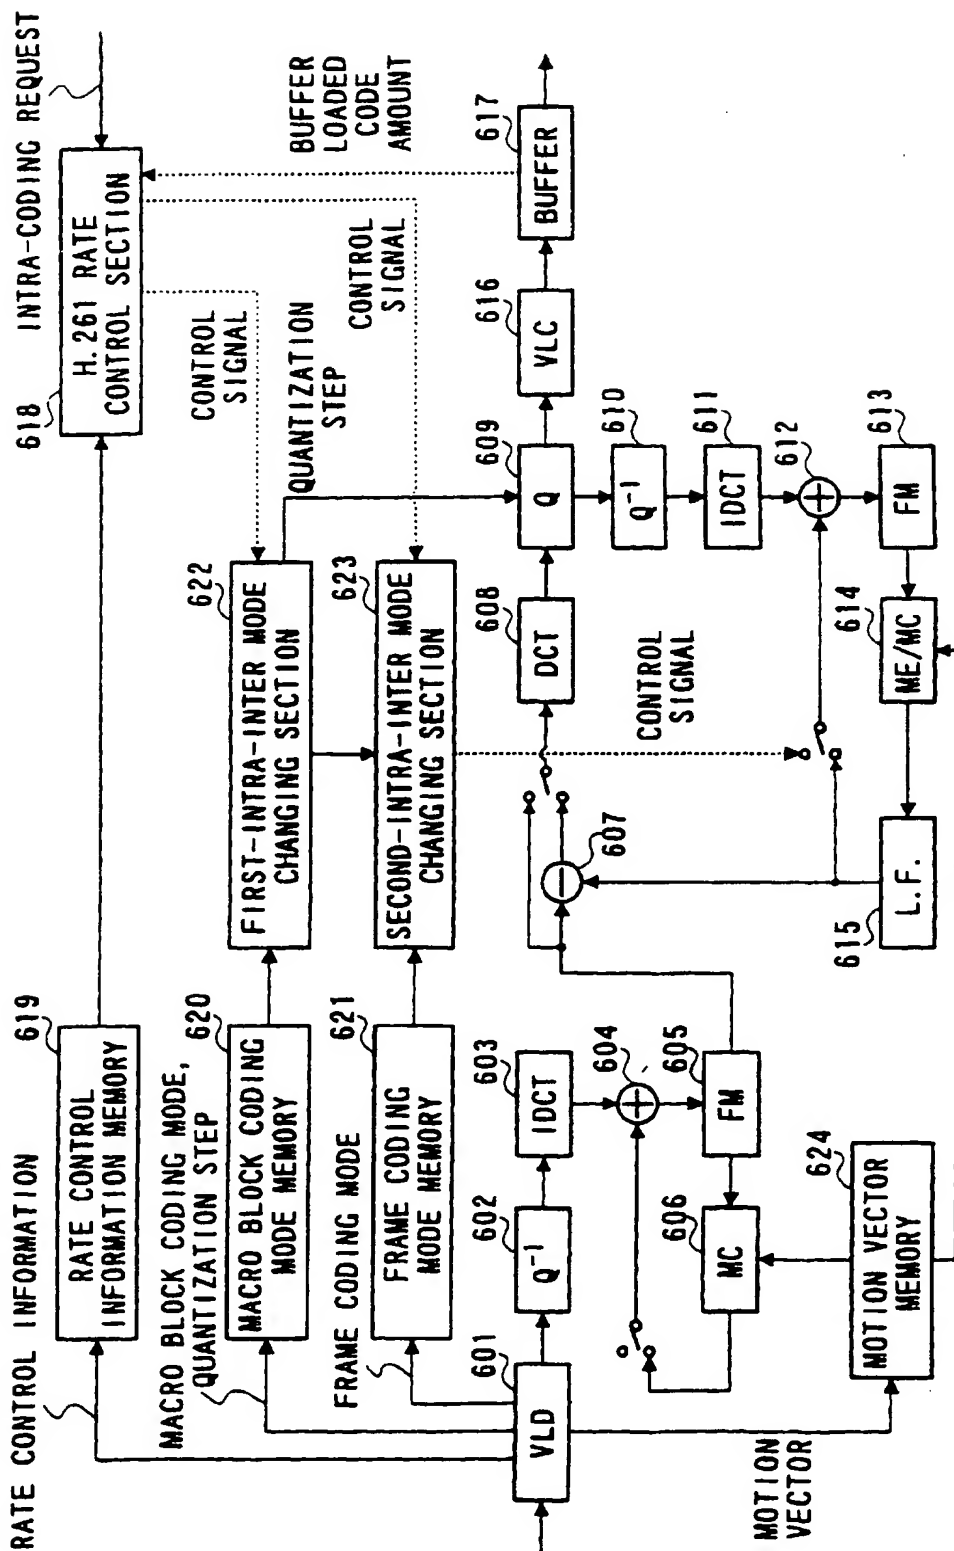 RATE CONTROL INFORMATION
619
RATE CONTROL
INFORMATION MEMORY
618
H.261 RATE
CONTROL SECTION
INTRA-CODING REQUEST
MACRO BLOCK CODING MODE,
QUANTIZATION STEP
620
MACRO BLOCK CODING
MODE MEMORY
622
FIRST-INTRA-INTER MODE
CHANGING SECTION
CONTROL
SIGNAL
QUANTIZATION
STEP
FRAME CODING MODE
621
FRAME CODING
MODE MEMORY
623
SECOND-INTRA-INTER MODE
CHANGING SECTION
CONTROL
SIGNAL
BUFFER
LOADED
CODE
AMOUNT
601
VLD
602
Q-1
603
IDCT
604
605
FM
606
MC
607
608
DCT
609
Q
616
VLC
617
BUFFER
610
Q-1
611
IDCT
612
613
FM
614
ME/MC
615
L.F.
CONTROL
SIGNAL
MOTION
VECTOR
624
MOTION VECTOR
MEMORY